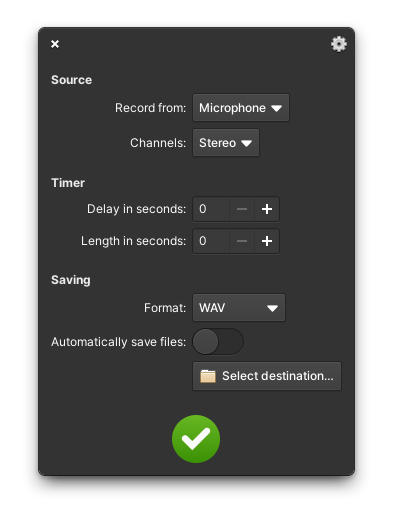 Source
Record from: Microphone
Channels: Stereo
Timer
Delay in seconds: 0
Length in seconds: 0
Saving
Format: WAV
Automatically save files:
Select destination...